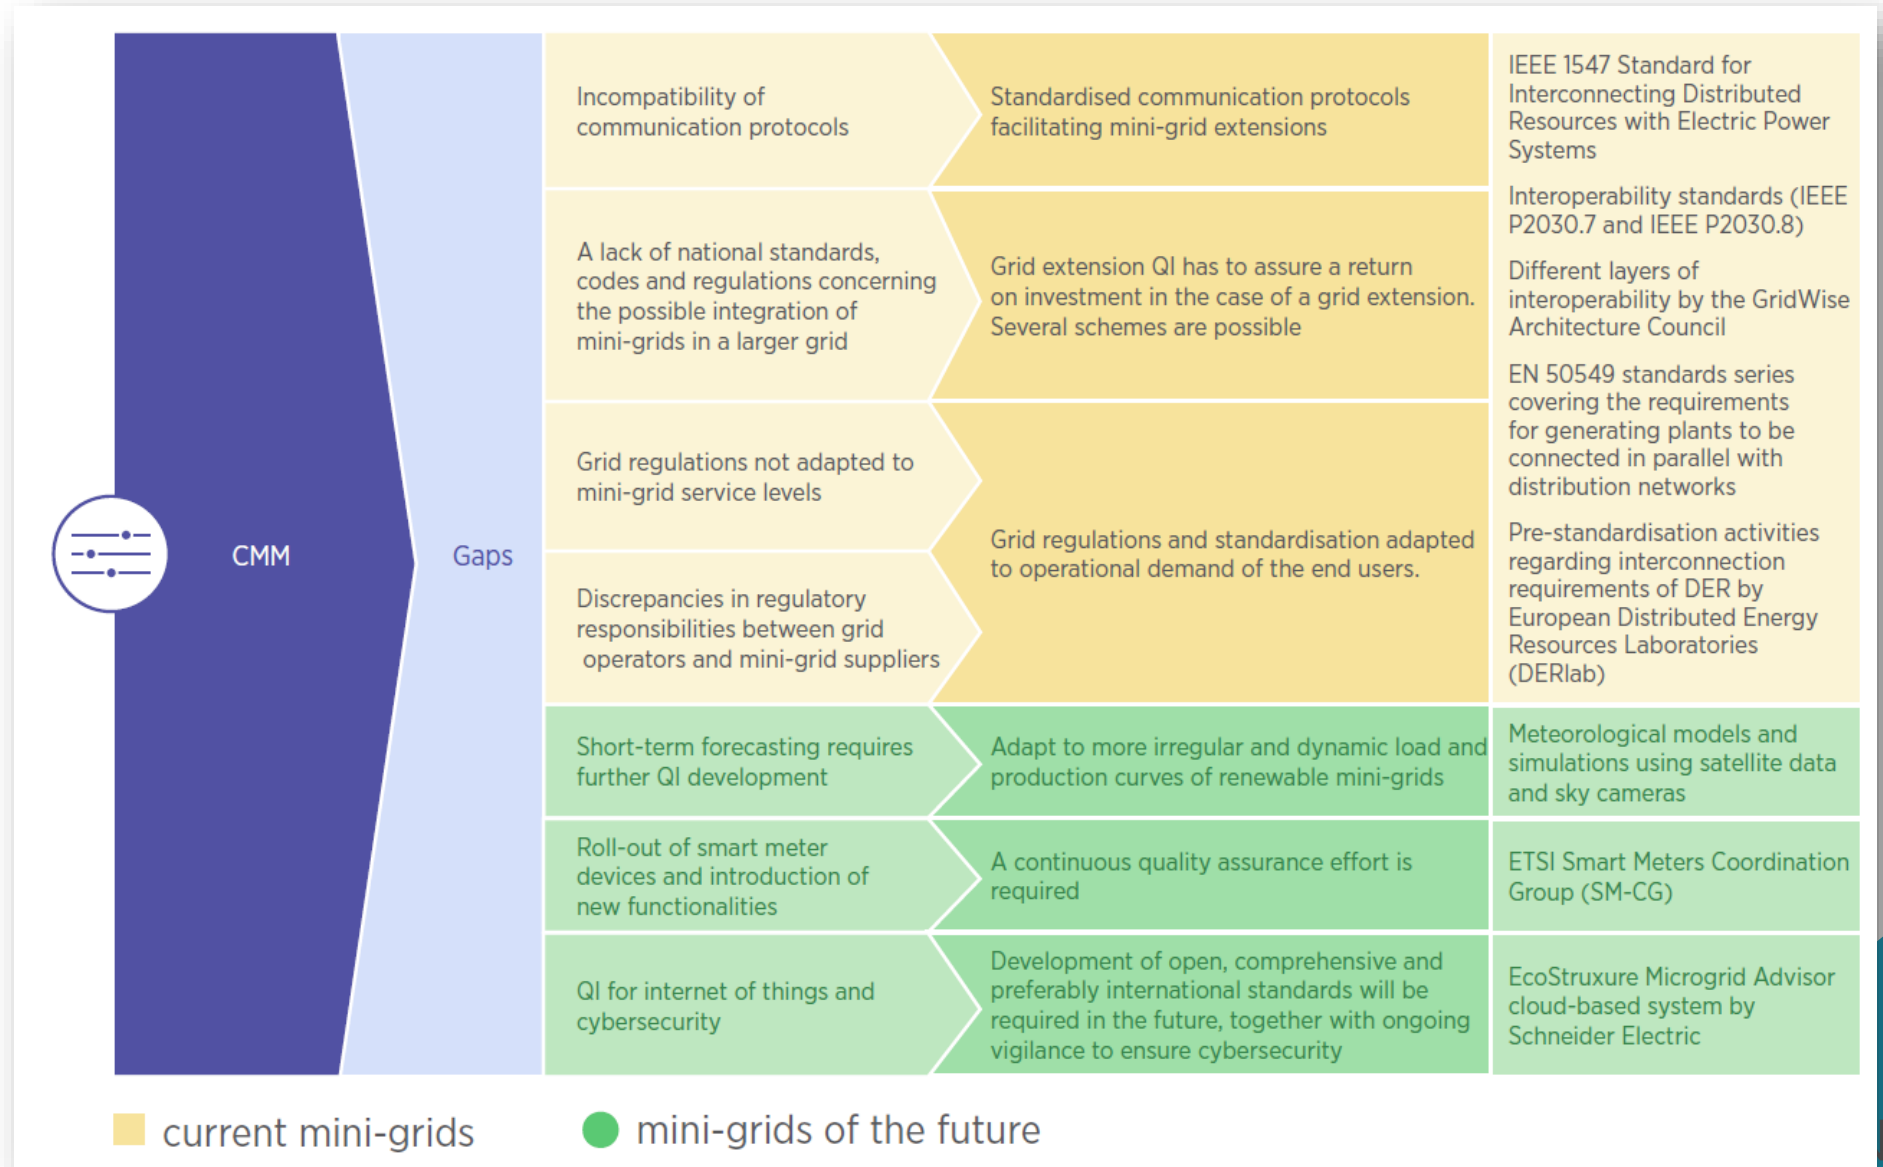 CMM
Gaps
Incompatibility of
communication protocols
Standardised communication protocols
facilitating mini-grid extensions
A lack of national standards,
codes and regulations concerning
the possible integration of
mini-grids in a larger grid
Grid extension QI has to assure a return
on investment in the case of a grid extension.
Several schemes are possible
Grid regulations not adapted to
mini-grid service levels
Discrepancies in regulatory
responsibilities between grid
operators and mini-grid suppliers
Grid regulations and standardisation adapted
to operational demand of the end users.
IEEE 1547 Standard for
Interconnecting Distributed
Resources with Electric Power
Systems
Interoperability standards (IEEE
P2030.7 and IEEE P2030.8)
Different layers of
interoperability by the GridWise
Architecture Council
EN 50549 standards series
covering the requirements
for generating plants to be
connected in parallel with
distribution networks
Pre-standardisation activities
regarding interconnection
requirements of DER by
European Distributed Energy
Resources Laboratories
(DERlab)
Short-term forecasting requires
further QI development
Adapt to more irregular and dynamic load and
production curves of renewable mini-grids
Meteorological models and
simulations using satellite data
and sky cameras
Roll-out of smart meter
devices and introduction of
new functionalities
A continuous quality assurance effort is
required
ETSI Smart Meters Coordination
Group (SM-CG)
QI for internet of things and
cybersecurity
Development of open, comprehensive and
preferably international standards will be
required in the future, together with ongoing
vigilance to ensure cybersecurity
EcoStruxure Microgrid Advisor
cloud-based system by
Schneider Electric
current mini-grids
mini-grids of the future